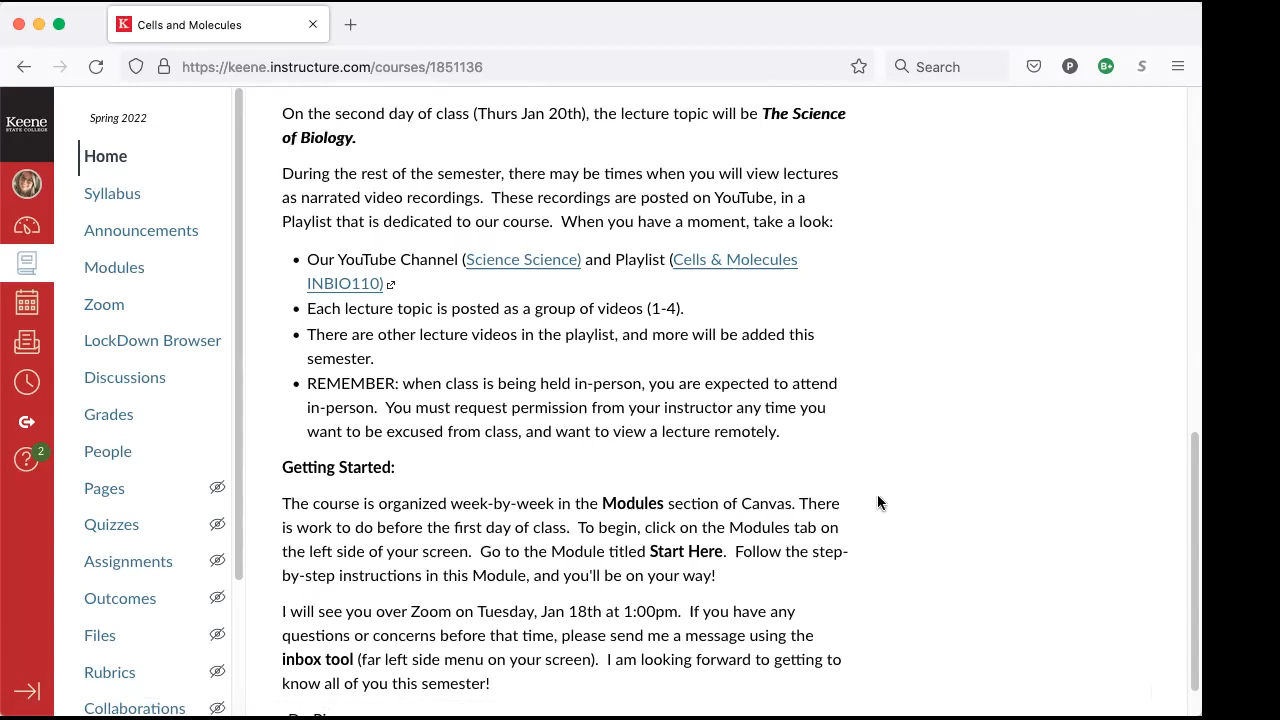 Cells and Molecules
https://keene.instructure.com/courses/1851136
Search
P
B+
S
Keene
STATE COLLEGE
2
Spring 2022
Home
Syllabus
Announcements
Modules
Zoom
LockDown Browser
Discussions
Grades
People
Pages
Quizzes
Assignments
Outcomes
Files
Rubrics
Collaborations
On the second day of class (Thurs Jan 20th), the lecture topic will be The Science
of Biology.
During the rest of the semester, there may be times when you will view lectures
as narrated video recordings. These recordings are posted on YouTube, in a
Playlist that is dedicated to our course. When you have a moment, take a look:
• Our YouTube Channel (Science Science) and Playlist (Cells & Molecules
INBIO110)
• Each lecture topic is posted as a group of videos (1-4).
• There are other lecture videos in the playlist, and more will be added this
semester.
• REMEMBER: when class is being held in-person, you are expected to attend
in-person. You must request permission from your instructor any time you
want to be excused from class, and want to view a lecture remotely.
Getting Started:
The course is organized week-by-week in the Modules section of Canvas. There
is work to do before the first day of class. To begin, click on the Modules tab on
the left side of your screen. Go to the Module titled Start Here. Follow the step-
by-step instructions in this Module, and you'll be on your way!
I will see you over Zoom on Tuesday, Jan 18th at 1:00pm. If you have any
questions or concerns before that time, please send me a message using the
inbox tool (far left side menu on your screen). I am looking forward to getting to
know all of you this semester!